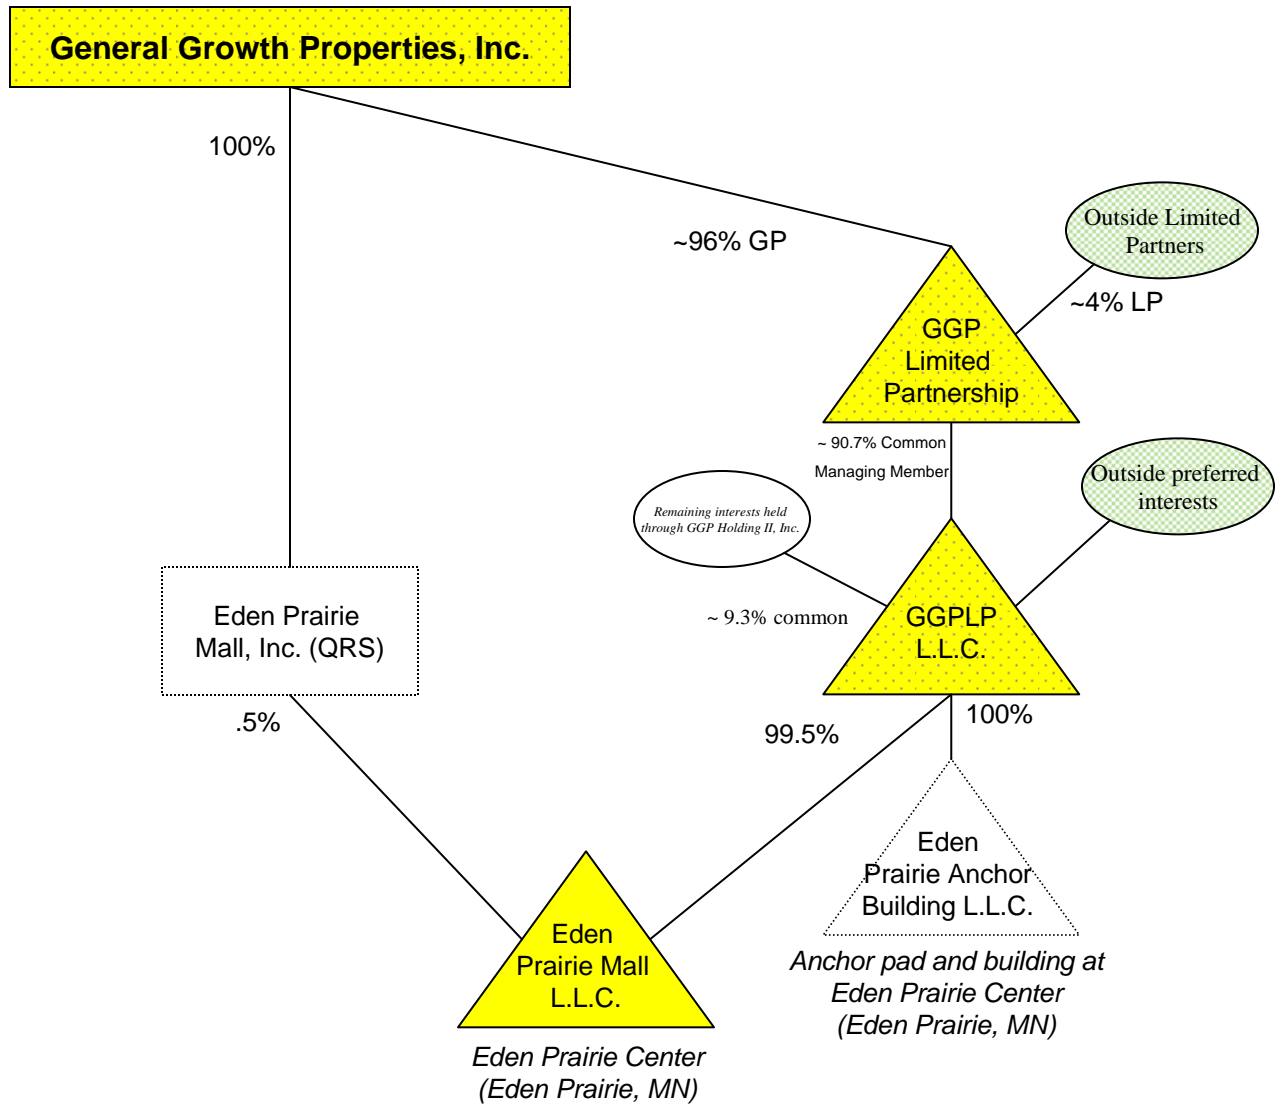 General Growth Properties, Inc.
100%
~96% GP
Outside Limited
Partners
~4% LP
GGP
Limited
Partnership
~ 90.7% Common
Managing Member
Outside preferred
interests
Remaining interests held
through GGP Holding II, Inc.
~ 9.3% common
GGPLP
L.L.C.
Eden Prairie
Mall, Inc. (QRS)
.5%
99.5%
100%
Eden
Prairie Anchor
Building L.L.C.
Anchor pad and building at
Eden Prairie Center
(Eden Prairie, MN)
Eden
Prairie Mall
L.L.C.
Eden Prairie Center
(Eden Prairie, MN)